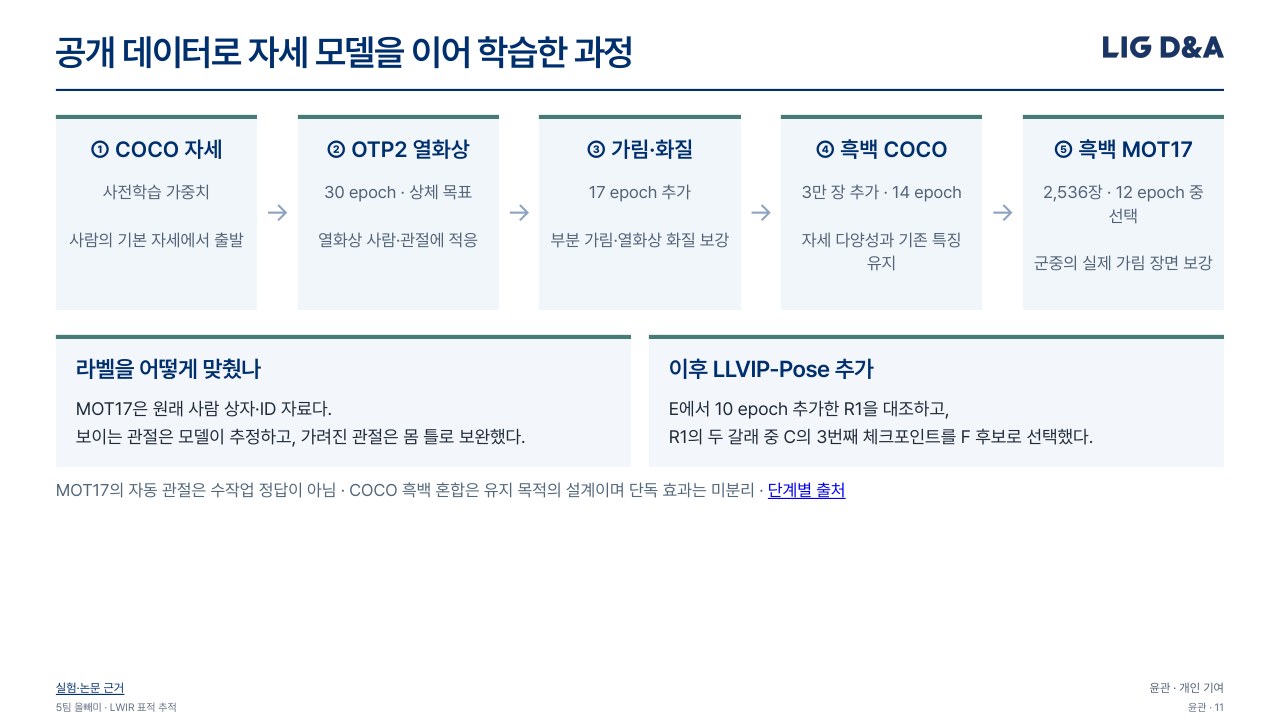 공개 데이터로 자세 모델을 이어 학습한 과정
LIG D&A
① COCO 자세
사전학습 가중치
사람의 기본 자세에서 출발
→
② OTP2 열화상
30 epoch · 상체 목표
열화상 사람·관절에 적응
→
③ 가림·화질
17 epoch 추가
부분 가림·열화상 화질 보강
→
④ 흑백 COCO
3만 장 추가 · 14 epoch
자세 다양성과 기존 특징
유지
→
⑤ 흑백 MOT17
2,536장 · 12 epoch 중
선택
군중의 실제 가림 장면 보강
라벨을 어떻게 맞췄나
MOT17은 원래 사람 상자·ID 자료다.
보이는 관절은 모델이 추정하고, 가려진 관절은 몸 틀로 보완했다.
이후 LLVIP-Pose 추가
E에서 10 epoch 추가한 R1을 대조하고,
R1의 두 갈래 중 C의 3번째 체크포인트를 F 후보로 선택했다.
MOT17의 자동 관절은 수작업 정답이 아님 · COCO 흑백 혼합은 유지 목적의 설계이며 단독 효과는 미분리 · 단계별 출처
실험·논문 근거
5팀 올빼미 · LWIR 표적 추적
윤관 · 개인 기여
윤관 · 11